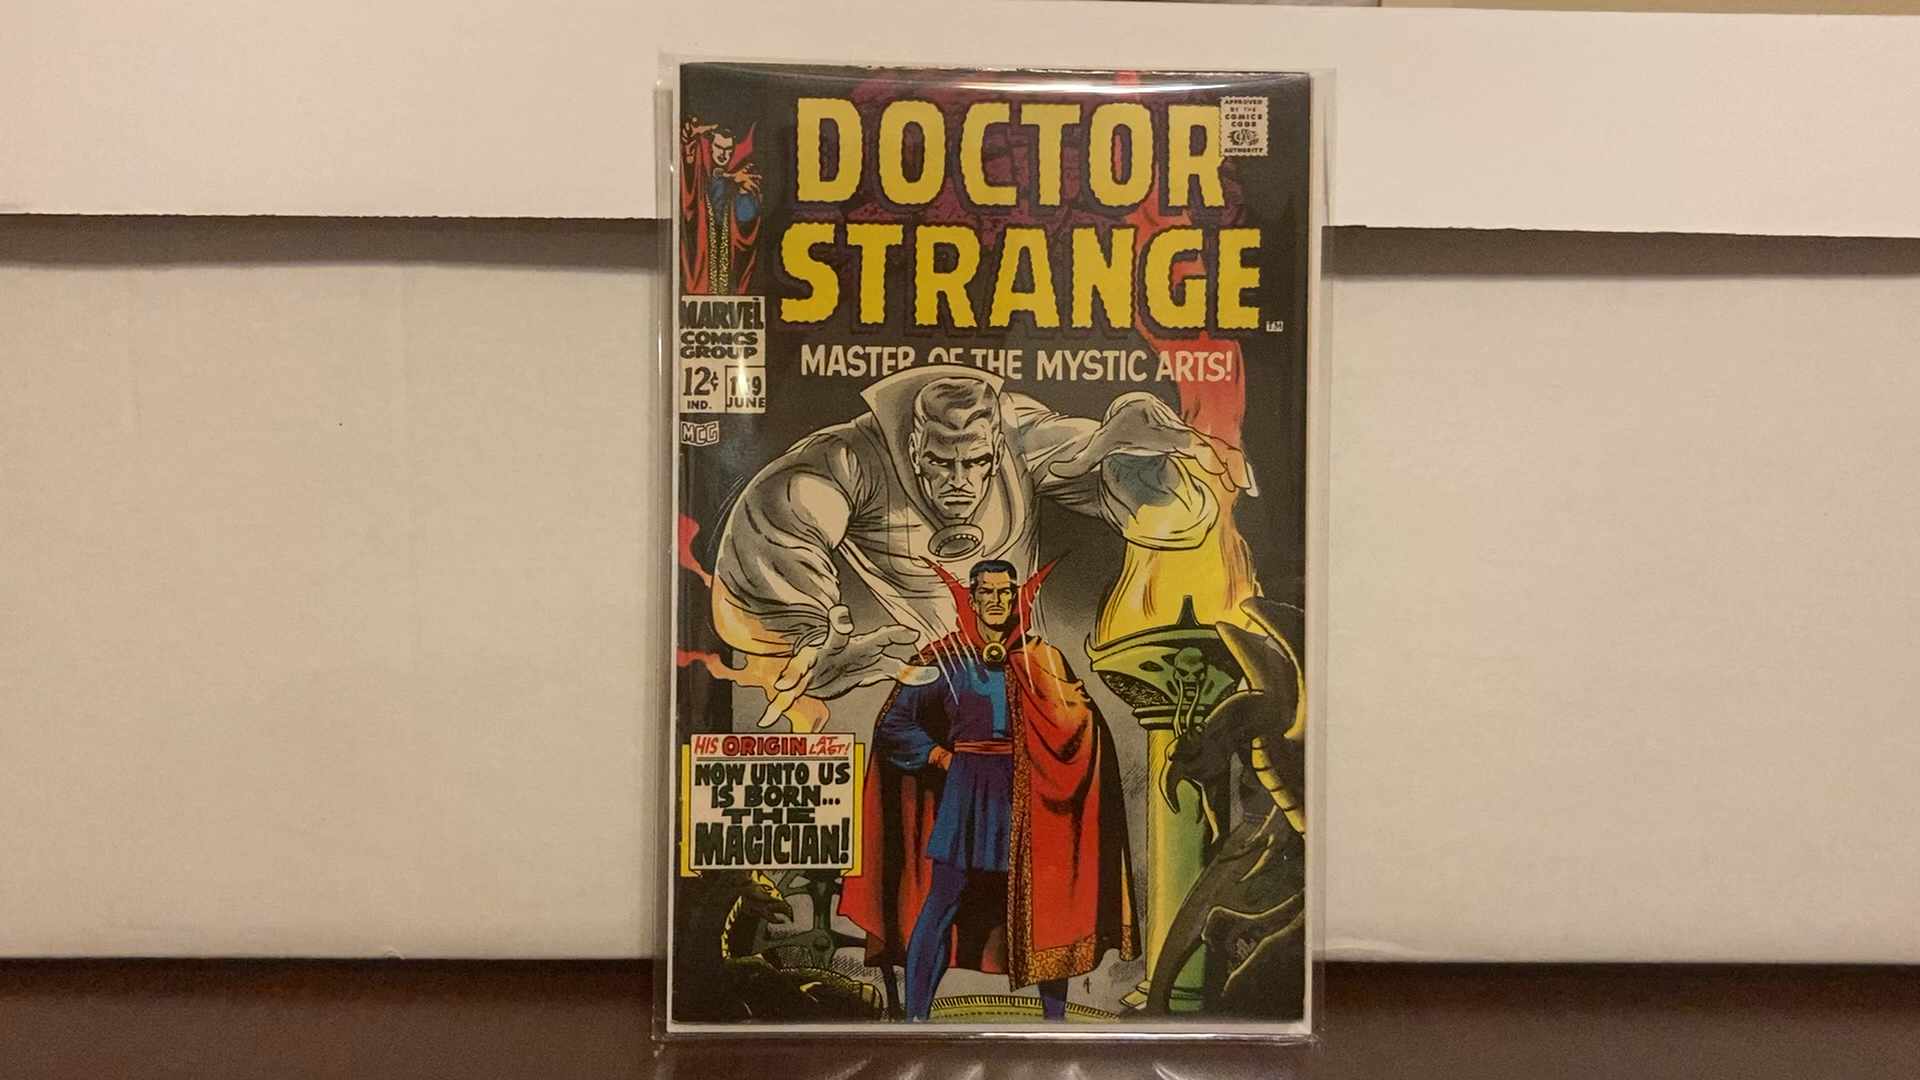 DOCTOR
STRANGE
TM
MASTER OF THE MYSTIC ARTS!
APPROVED
BY THE
COMICS
CODE
AUTHORITY
MARVEL
COMICS
GROUP
12¢
IND.
169
JUNE
MCG
HIS ORIGIN AT LAST!
NOW UNTO US
IS BORN...
THE
MAGICIAN!